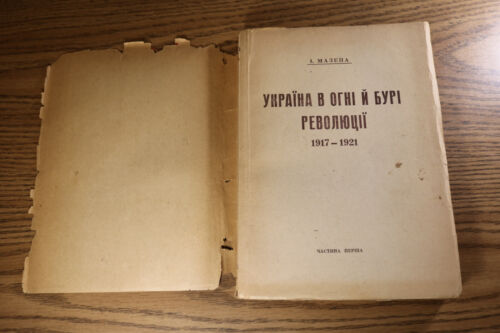 І. МАЗЕПА
УКРАЇНА В ОГНІ Й БУРІ
РЕВОЛЮЦІЇ
1917 – 1921
ЧАСТИНА ПЕРША